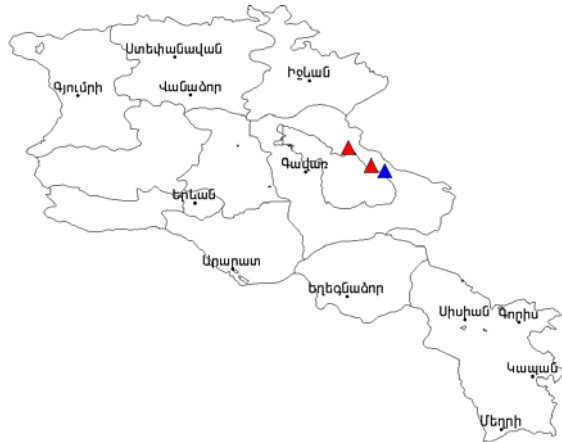 Ստեփանավան
Իջևան
Գյումրի
Վանաձոր
Գավառ
Երևան
Արարատ
Եղեգնաձոր
Սիսիան
Գորիս
Կապան
Մեղրի